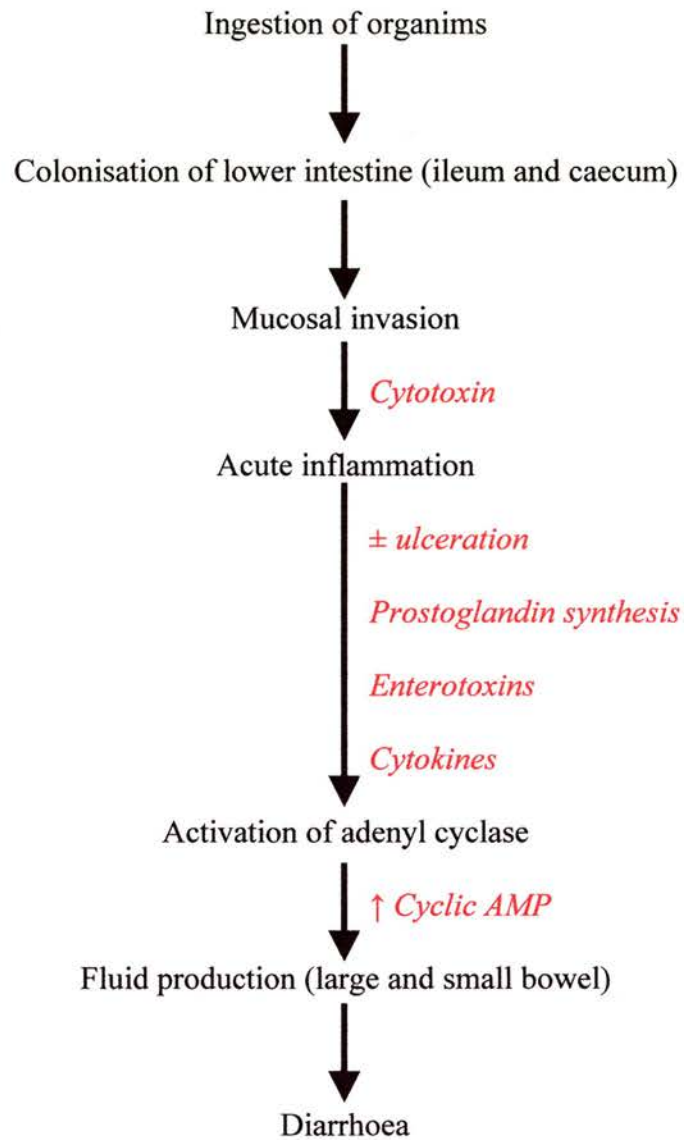 Ingestion of organims
Colonisation of lower intestine (ileum and caecum)
Mucosal invasion
Cytotoxin
Acute inflammation
± ulceration
Prostoglandin synthesis
Enterotoxins
Cytokines
Activation of adenyl cyclase
↑ Cyclic AMP
Fluid production (large and small bowel)
Diarrhoea